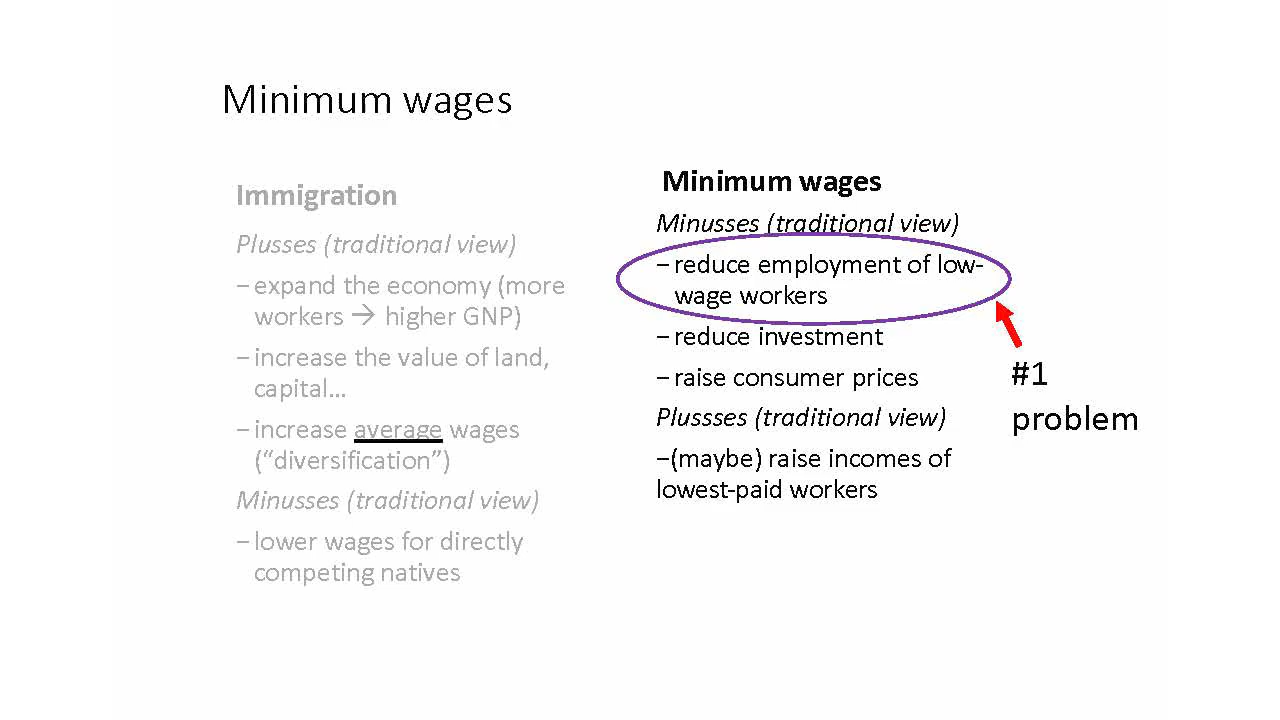 Minimum wages
Immigration
Plusses (traditional view)
– expand the economy (more
workers → higher GNP)
– increase the value of land,
capital…
– increase average wages
(“diversification”)
Minusses (traditional view)
– lower wages for directly
competing natives
Minimum wages
Minusses (traditional view)
– reduce employment of low-
wage workers
– reduce investment
– raise consumer prices
Plussses (traditional view)
–(maybe) raise incomes of
lowest-paid workers
#1
problem